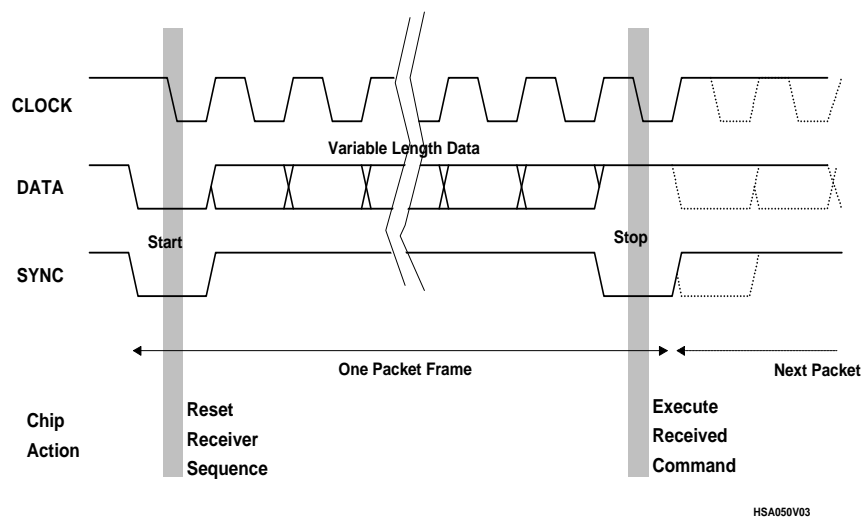 CLOCK
Variable Length Data
DATA
Start
Stop
SYNC
One Packet Frame
Next Packet
Chip
Action
Reset
Receiver
Sequence
Execute
Received
Command
HSA050V03